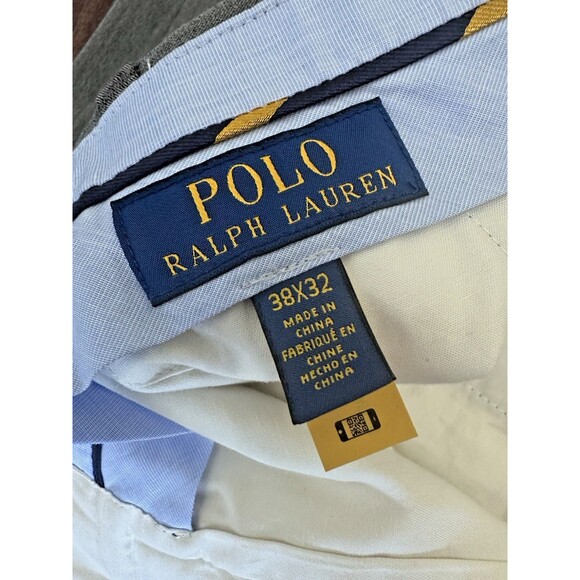 POLO
RALPH LAUREN
38X32
MADE IN
CHINA
FABRIQUÉ EN
CHINE
HECHO EN
CHINA